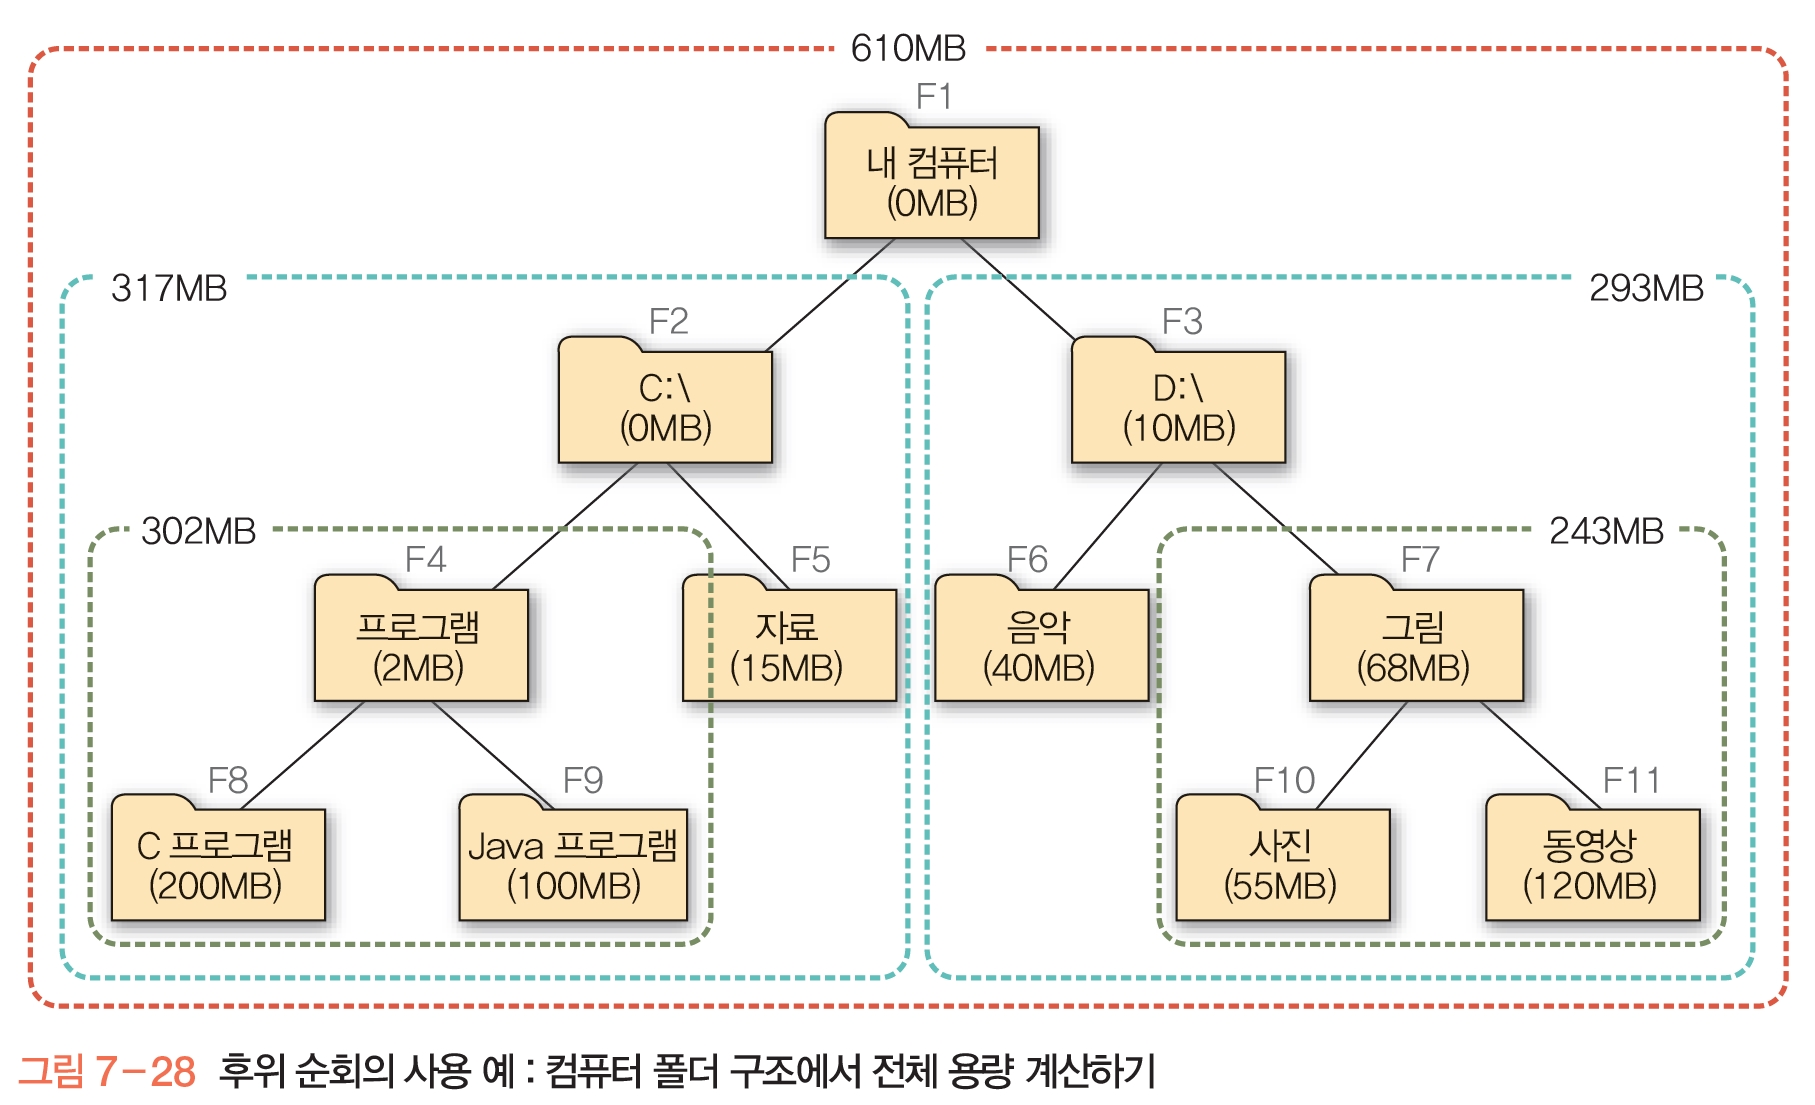 610MB
F1
내 컴퓨터
(0MB)
317MB
293MB
F2
C:\
(0MB)
F3
D:\
(10MB)
302MB
243MB
F4
프로그램
(2MB)
F5
자료
(15MB)
F6
음악
(40MB)
F7
그림
(68MB)
F8
C 프로그램
(200MB)
F9
Java 프로그램
(100MB)
F10
사진
(55MB)
F11
동영상
(120MB)
그림 7-28 후위 순회의 사용 예 : 컴퓨터 폴더 구조에서 전체 용량 계산하기